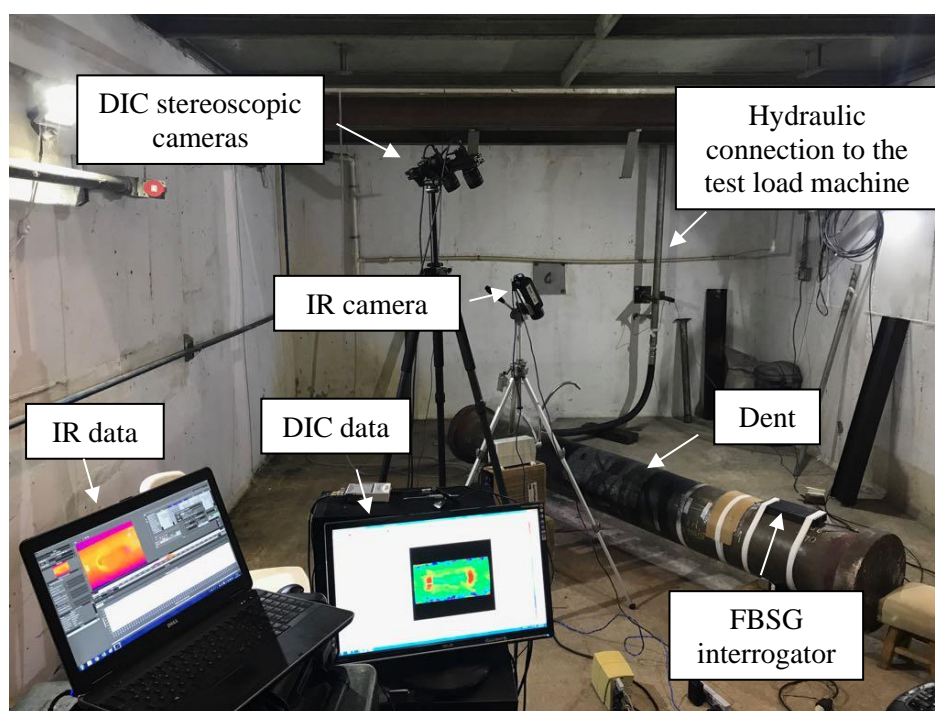 DIC stereoscopic
cameras
Hydraulic
connection to the
test load machine
IR camera
IR data
DIC data
Dent
FBSG
interrogator
DELL